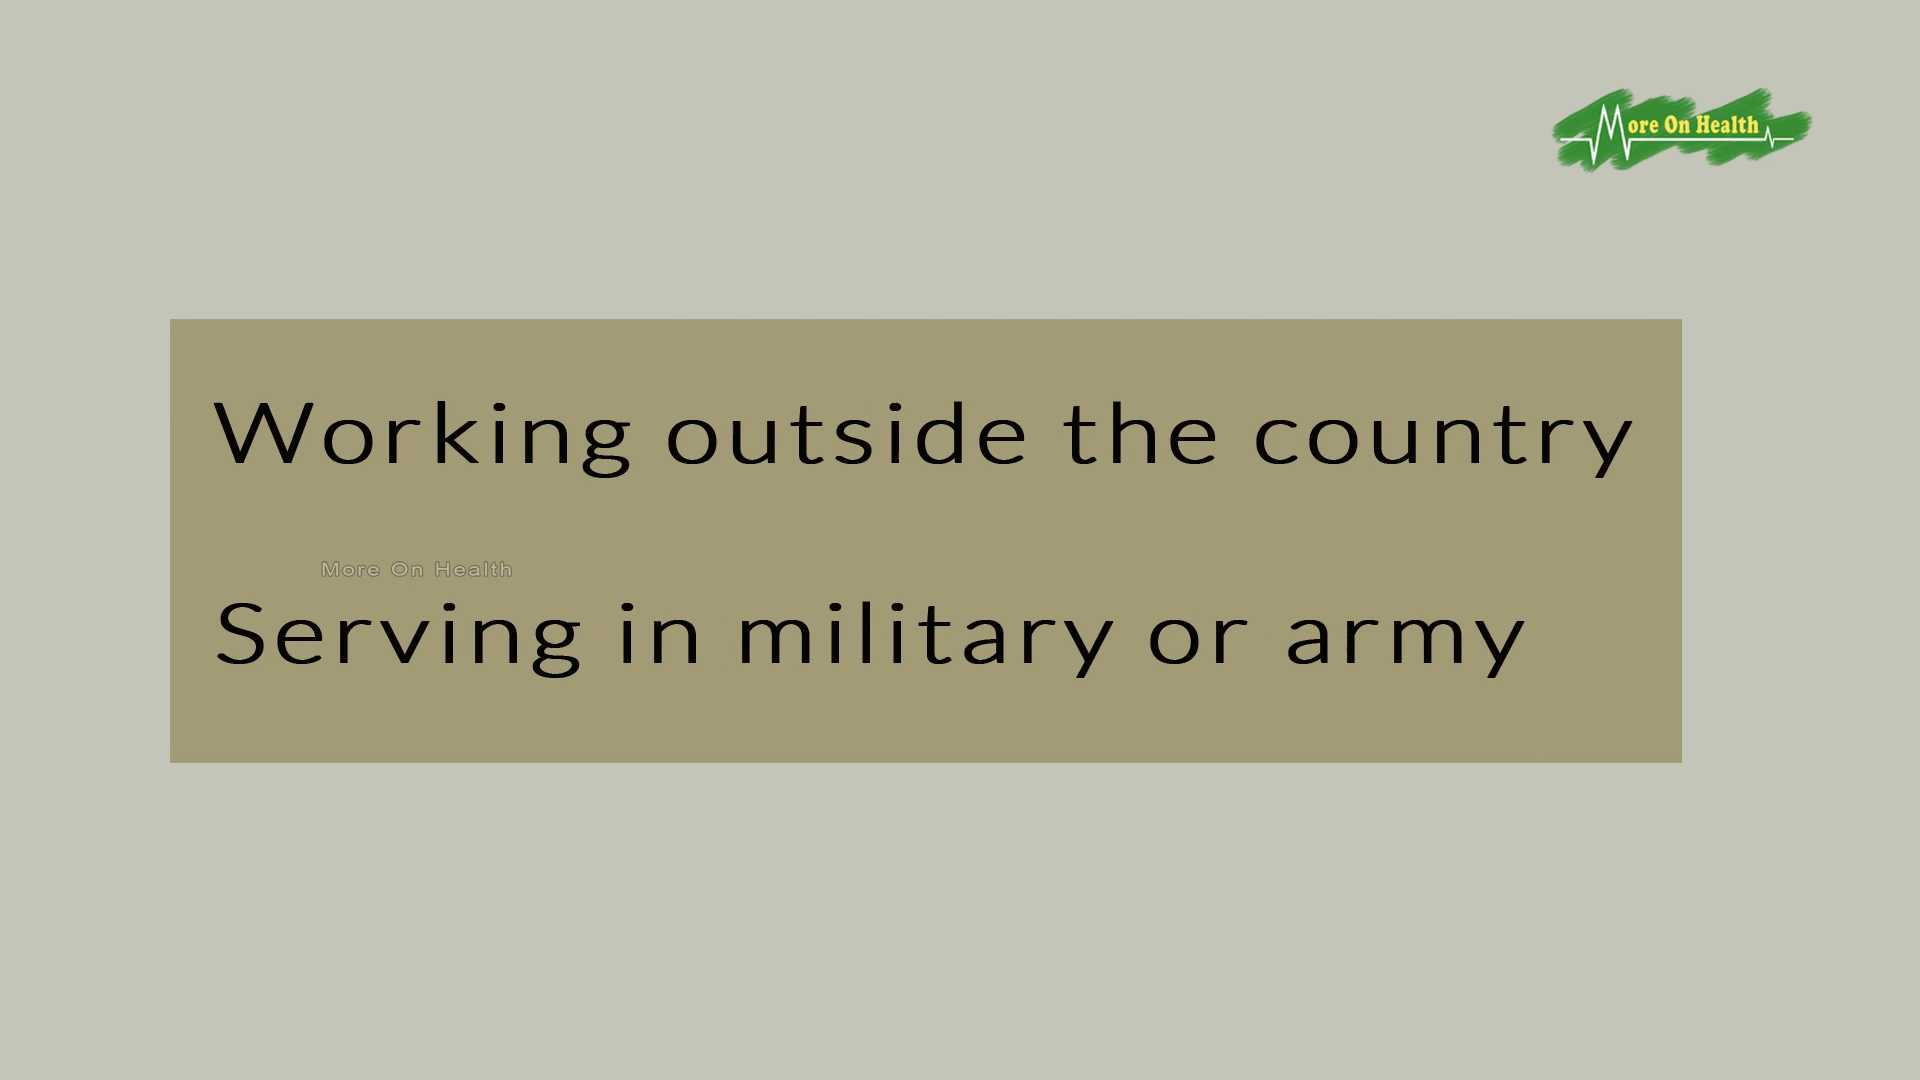 More On Health
Working outside the country
More On Health
Serving in military or army